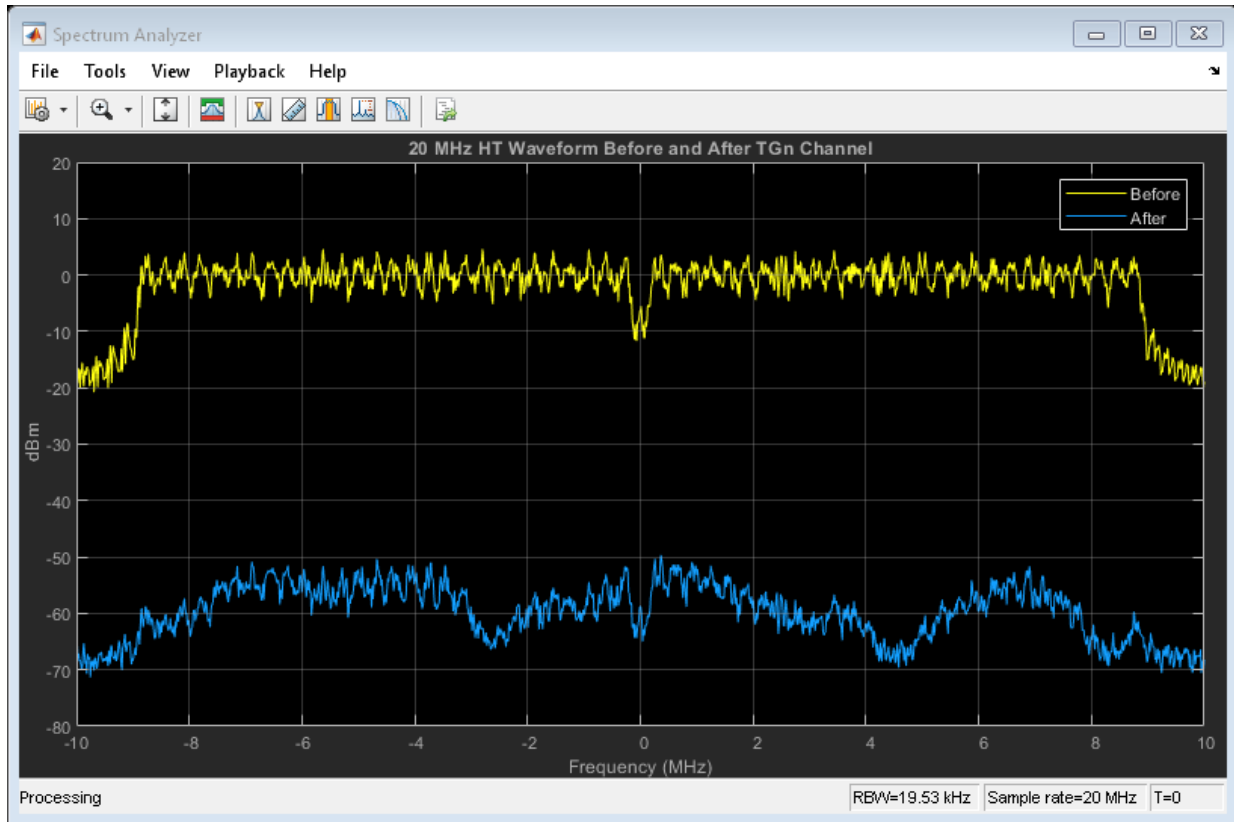 Spectrum Analyzer
File Tools View Playback Help
20 MHz HT Waveform Before and After TGn Channel
20
10
0
-10
-20
-30
-40
-50
-60
-70
-80
dBm
Before
After
-10 -8 -6 -4 -2 0 2 4 6 8 10
Frequency (MHz)
Processing RBW=19.53 kHz Sample rate=20 MHz T=0